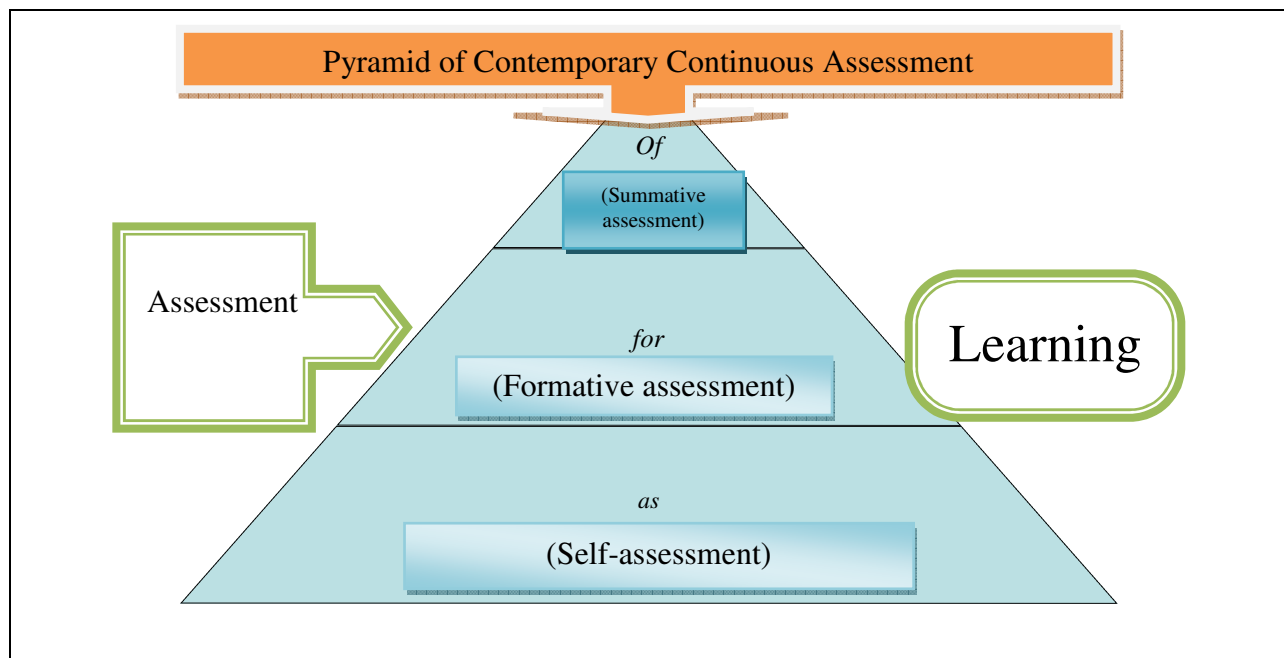 Pyramid of Contemporary Continuous Assessment
Of
(Summative
assessment)
Assessment
for
(Formative assessment)
Learning
as
(Self-assessment)